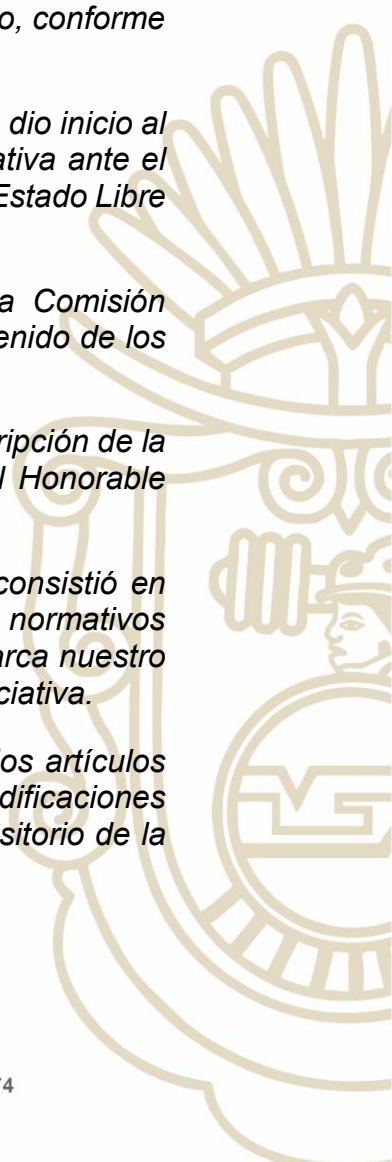 o, conforme
dio inicio al
ativa ante el
Estado Libre
a Comisión
enido de los
ripción de la
l Honorable
consistió en
normativos
arca nuestro
ciativa.
los artículos
dificaciones
sitorio de la
74